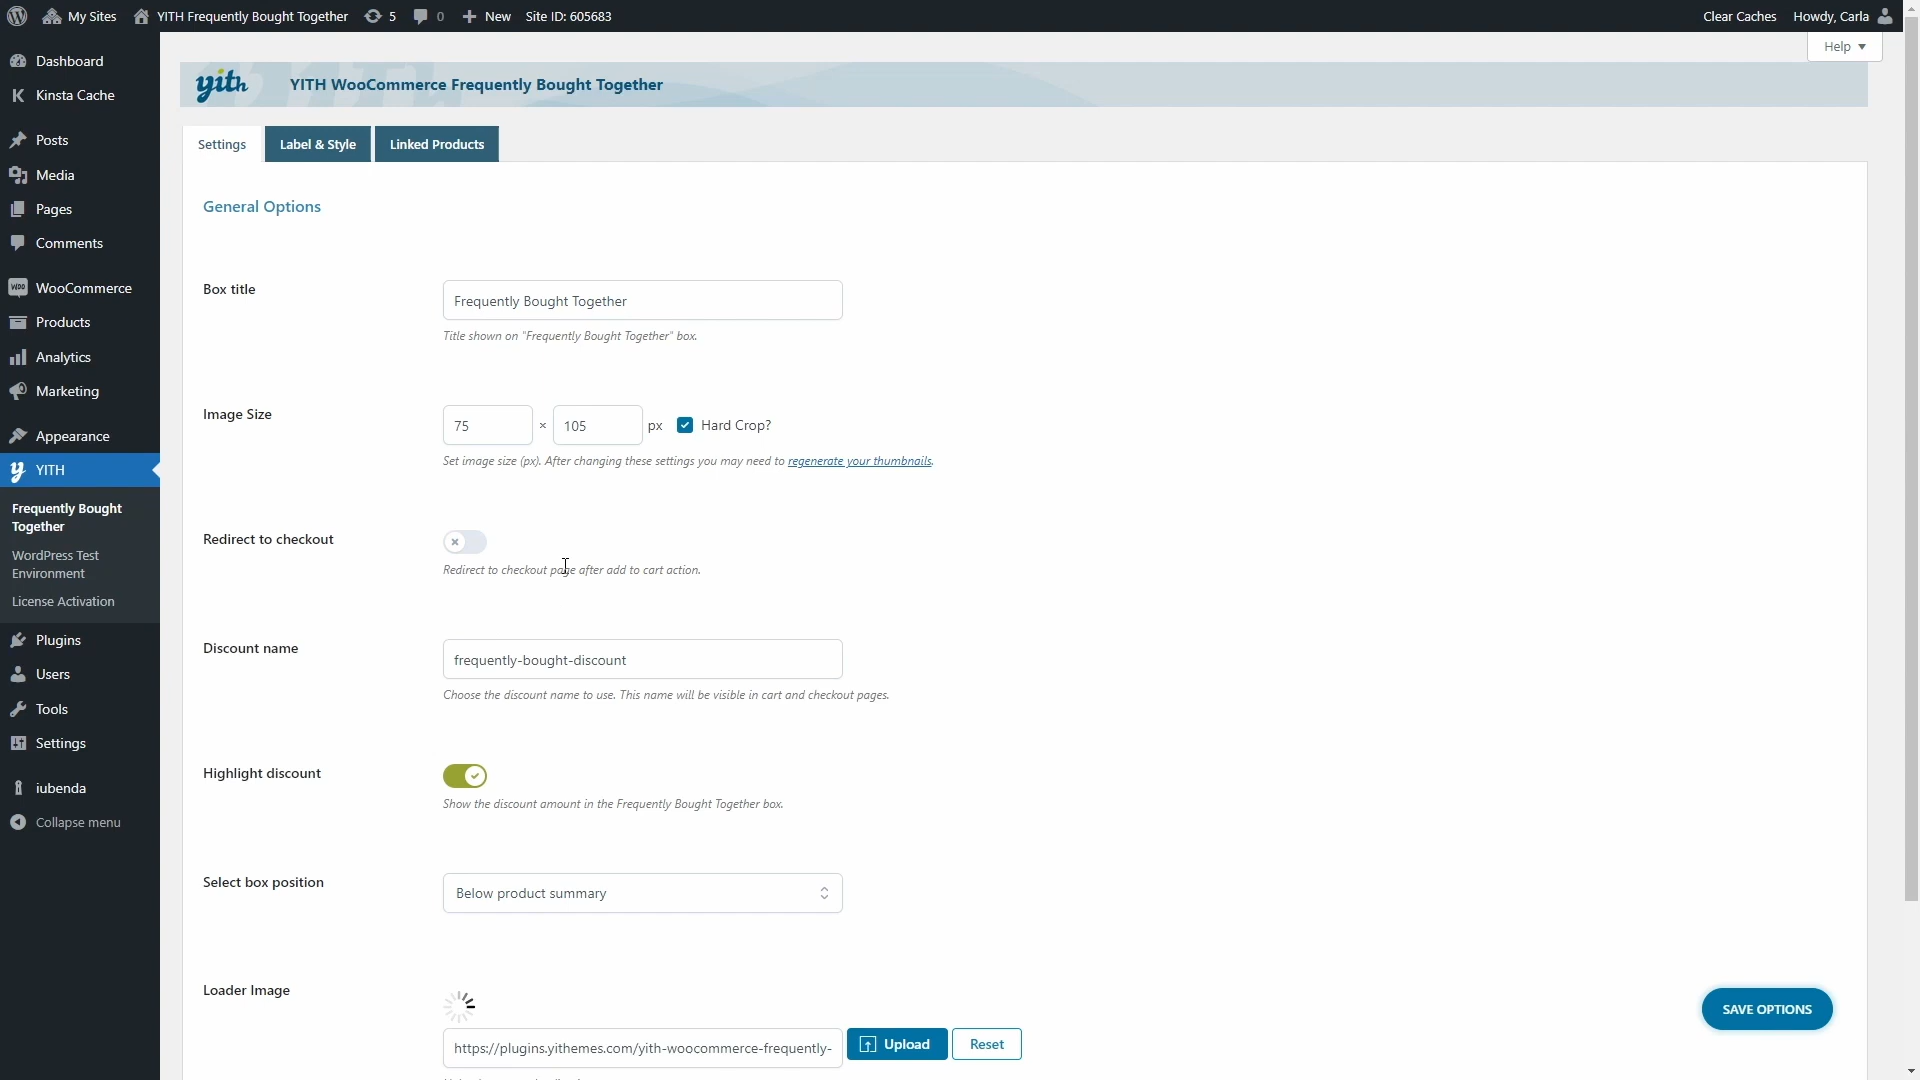 My Sites
YITH Frequently Bought Together
5
0
New
Site ID: 605683
Clear Caches
Howdy, Carla
Help
Dashboard
Kinsta Cache
Posts
Media
Pages
Comments
WooCommerce
Products
Analytics
Marketing
Appearance
YITH
Frequently Bought
Together
WordPress Test
Environment
License Activation
Plugins
Users
Tools
Settings
iubenda
Collapse menu
yith
YITH WooCommerce Frequently Bought Together
Settings
Label & Style
Linked Products
General Options
Box title
Frequently Bought Together
Title shown on "Frequently Bought Together" box.
Image Size
75 × 105 px Hard Crop?
Set image size (px). After changing these settings you may need to regenerate your thumbnails.
Redirect to checkout
Redirect to checkout page after add to cart action.
Discount name
frequently-bought-discount
Choose the discount name to use. This name will be visible in cart and checkout pages.
Highlight discount
Show the discount amount in the Frequently Bought Together box.
Select box position
Below product summary
Loader Image
https://plugins.yithemes.com/yith-woocommerce-frequently-
Upload
Reset
SAVE OPTIONS